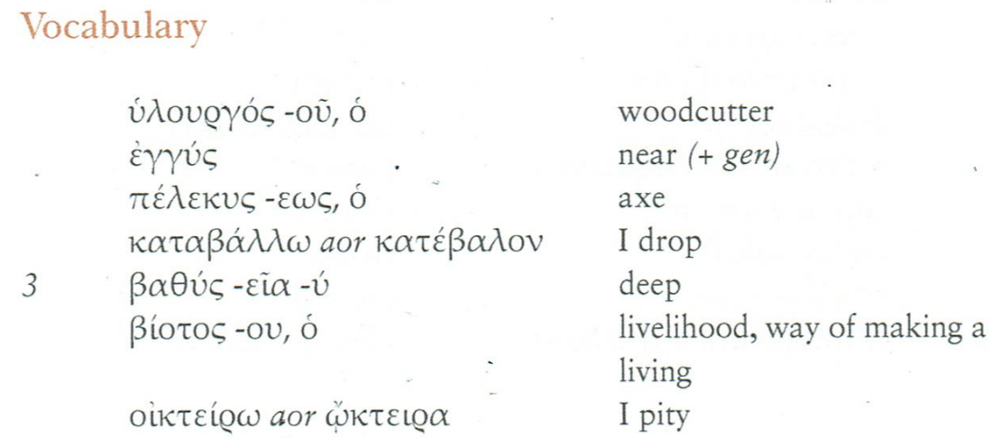 Vocabulary
ὑλουργός -οῦ, ὁ woodcutter
ἐγγύς near (+ gen)
πέλεκυς -εως, ὁ axe
καταβάλλω aor κατέβαλον I drop
3 βαθύς -εῖα -ύ deep
βίοτος -ου, ὁ livelihood, way of making a
living
οἰκτείρω aor ᾤκτειρα I pity